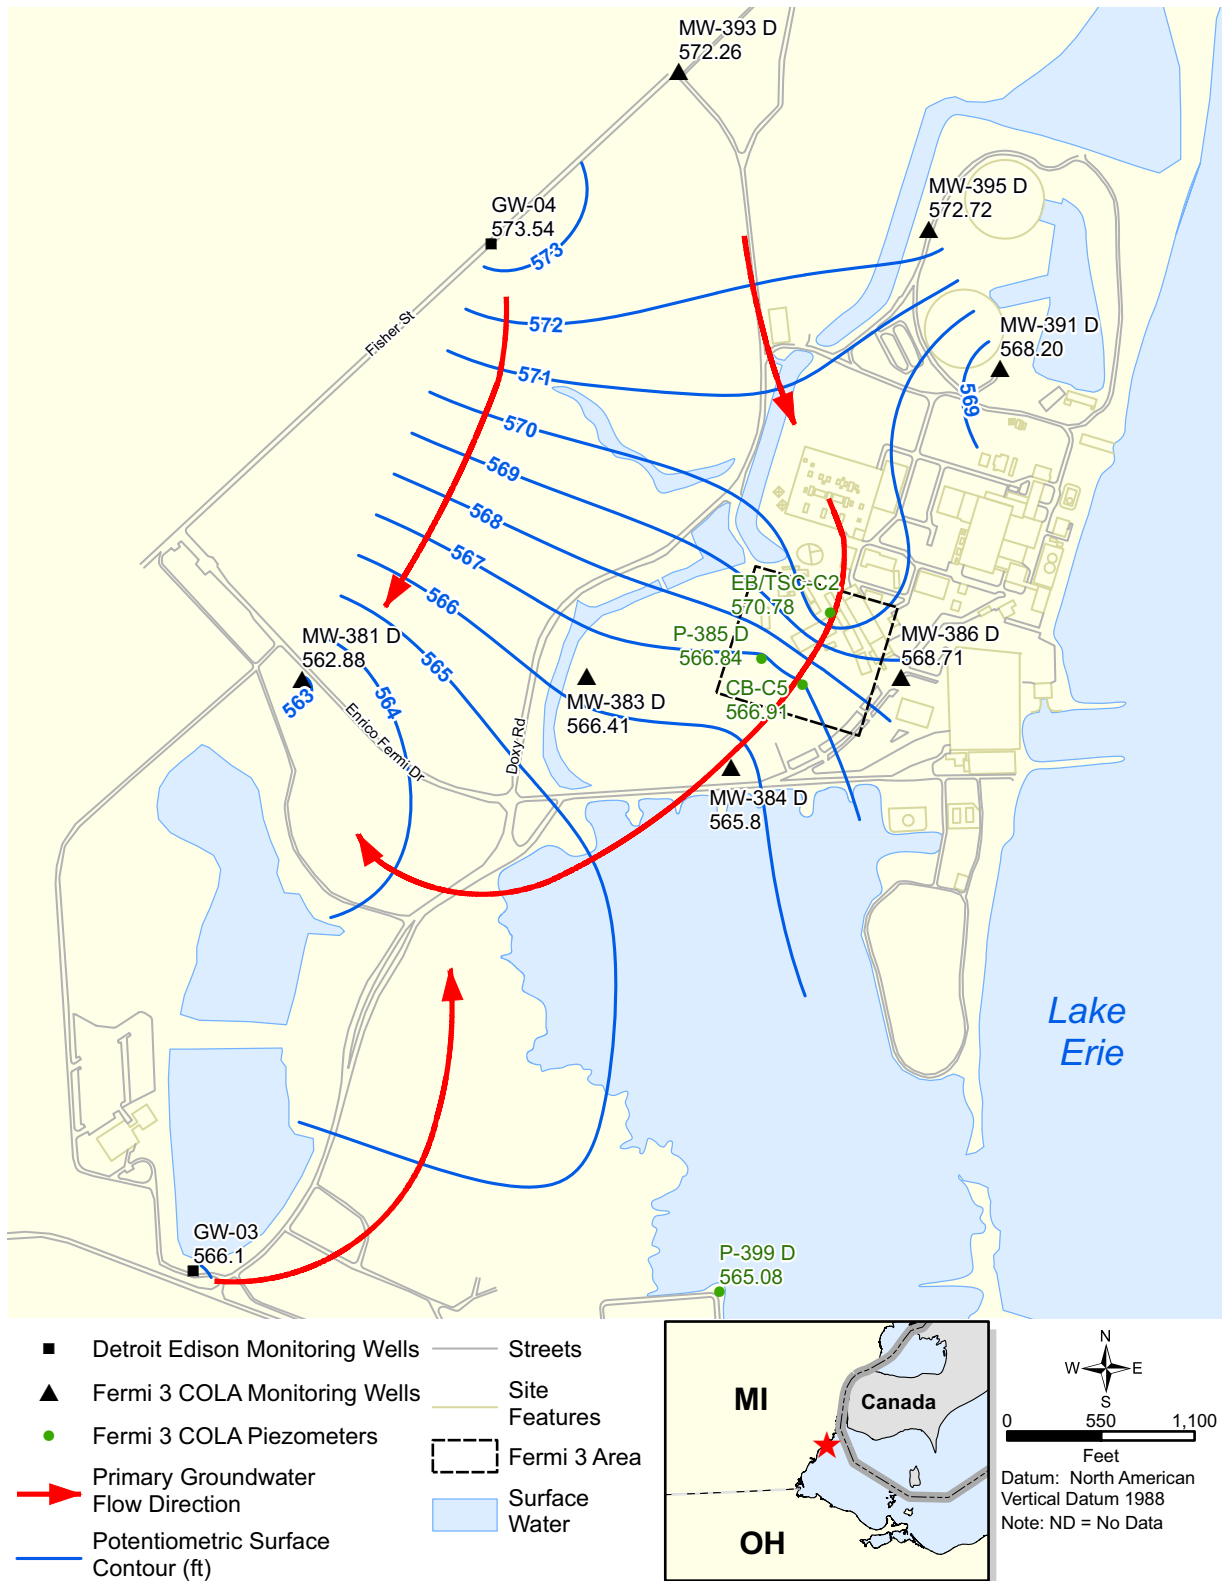 MW-393 D
572.26
MW-395 D
572.72
GW-04
573.54
573
Fisher St
572
MW-391 D
568.20
571
569
570
569
568
567
EB/TSC-C2
570.78
566
MW-381 D
562.88
P-385 D
566.84
MW-386 D
568.71
565
564
563
CB-C5
566.91
MW-383 D
566.41
Enrico Fermi Dr
Doxy Rd
MW-384 D
565.8
Lake
Erie
GW-03
566.1
P-399 D
565.08
Detroit Edison Monitoring Wells
Fermi 3 COLA Monitoring Wells
Fermi 3 COLA Piezometers
Primary Groundwater
Flow Direction
Potentiometric Surface
Contour (ft)
Streets
Site
Features
Fermi 3 Area
Surface
Water
MI
Canada
OH
N
W
E
S
0 550 1,100
Feet
Datum: North American
Vertical Datum 1988
Note: ND = No Data